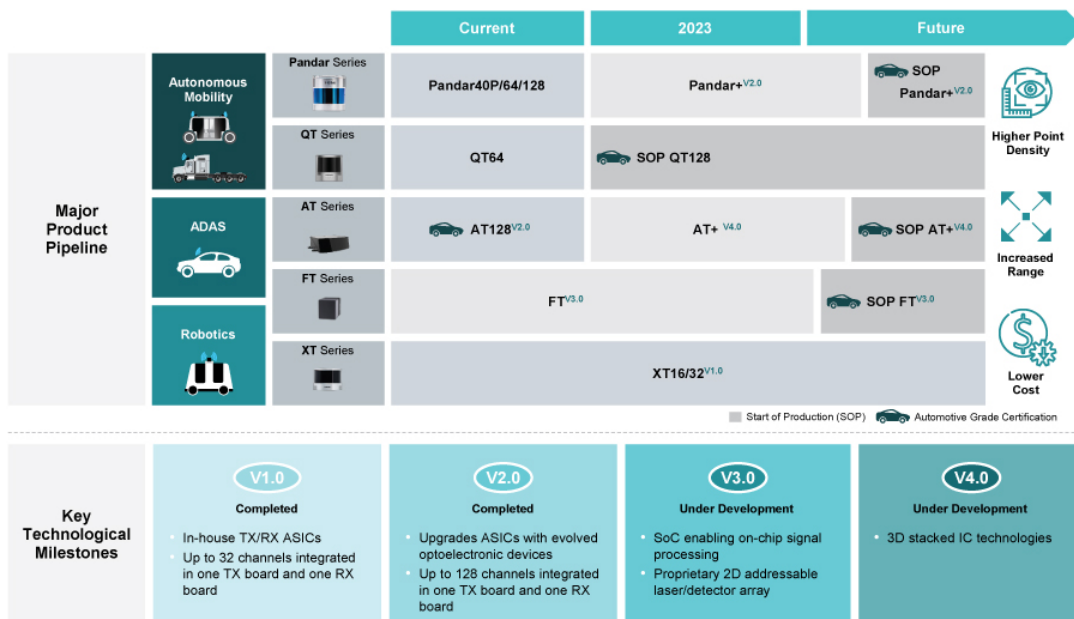 Current
2023
Future
Major
Product
Pipeline
Autonomous
Mobility
Pandar Series
Pandar40P/64/128
Pandar+V2.0
SOP
Pandar+V2.0
QT Series
QT64
SOP QT128
ADAS
AT Series
AT128V2.0
AT+ V4.0
SOP AT+V4.0
FT Series
FTV3.0
SOP FTV3.0
Robotics
XT Series
XT16/32V1.0
Higher Point
Density
Increased
Range
Lower
Cost
Start of Production (SOP)
Automotive Grade Certification
Key
Technological
Milestones
V1.0
Completed
• In-house TX/RX ASICs
• Up to 32 channels integrated
in one TX board and one RX
board
V2.0
Completed
• Upgrades ASICs with evolved
optoelectronic devices
• Up to 128 channels integrated
in one TX board and one RX
board
V3.0
Under Development
• SoC enabling on-chip signal
processing
• Proprietary 2D addressable
laser/detector array
V4.0
Under Development
• 3D stacked IC technologies